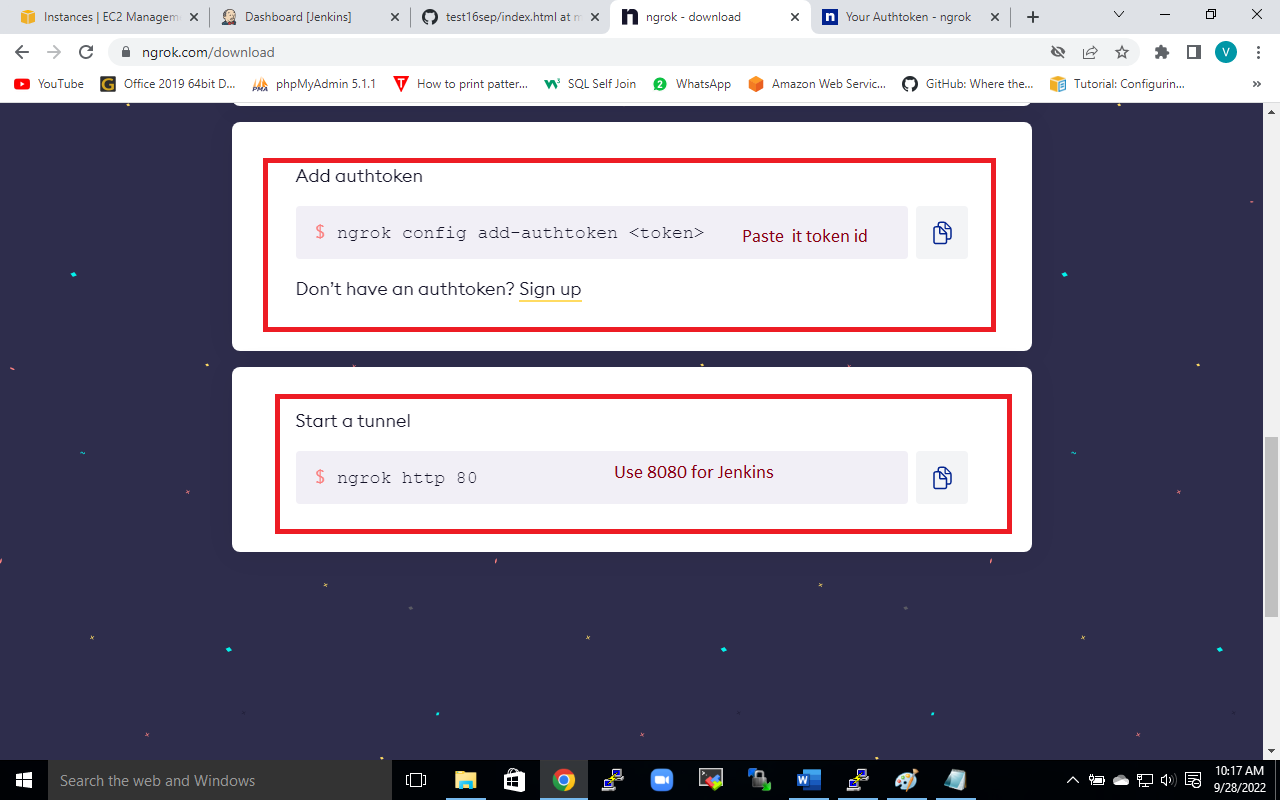 Instances | EC2 Managem
Dashboard [Jenkins]
test16sep/index.html at m
ngrok - download
Your Authtoken - ngrok
ngrok.com/download
V
YouTube
Office 2019 64bit D...
phpMyAdmin 5.1.1
How to print patter...
SQL Self Join
2
WhatsApp
Amazon Web Servic...
GitHub: Where the...
Tutorial: Configurin...
»
Add authtoken
$ ngrok config add-authtoken <token> Paste it token id
Don't have an authtoken? Sign up
Start a tunnel
$ ngrok http 80 Use 8080 for Jenkins
Search the web and Windows
10:17 AM
9/28/2022